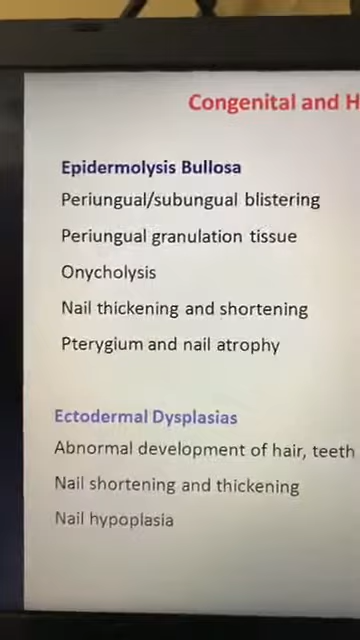 Congenital and H
Epidermolysis Bullosa
Periungual/subungual blistering
Periungual granulation tissue
Onycholysis
Nail thickening and shortening
Pterygium and nail atrophy
Ectodermal Dysplasias
Abnormal development of hair, teeth
Nail shortening and thickening
Nail hypoplasia